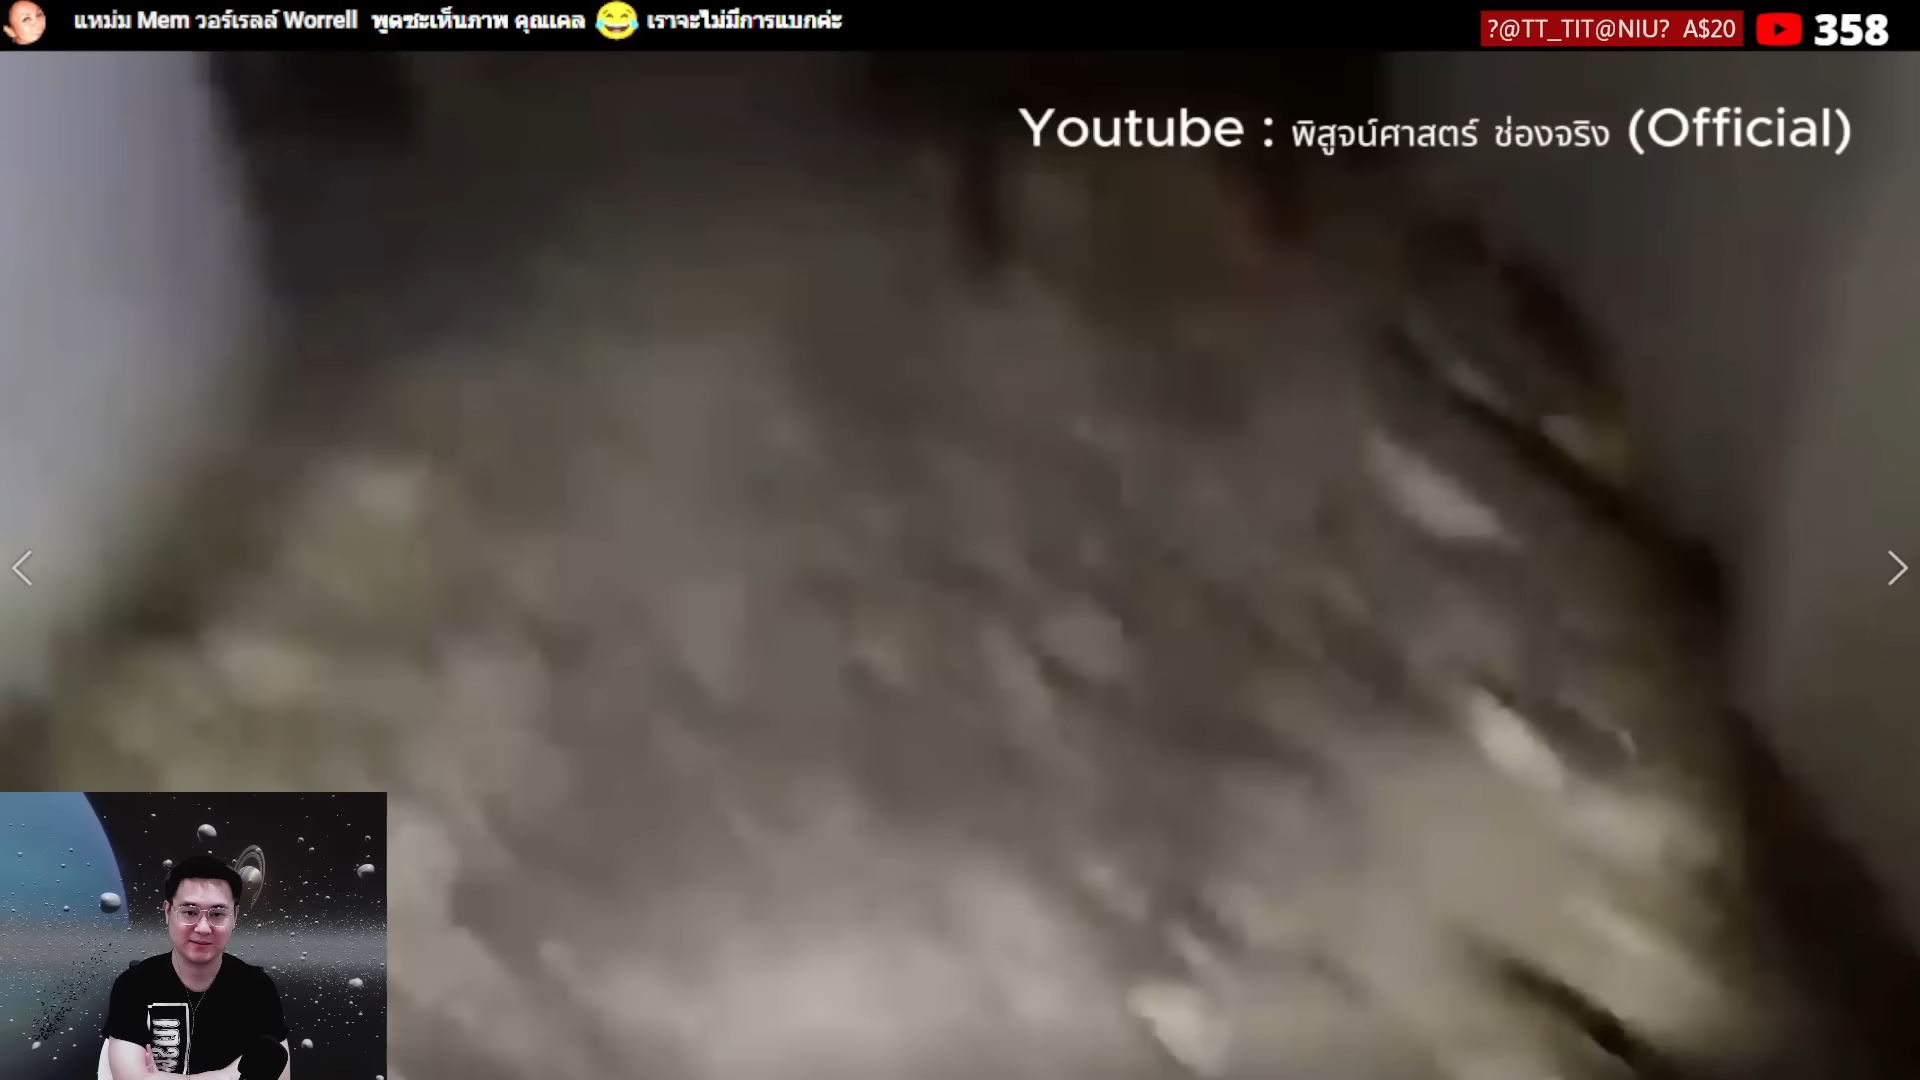 แหม่ม Mem วอร์เรลล์ Worrell พูดซะเห็นภาพ คุณแคล 😂 เราจะไม่มีการแบกค่ะ
?@TT_TIT@NIU? A$20
358
Youtube : พิสูจน์ศาสตร์ ช่องจริง (Official)